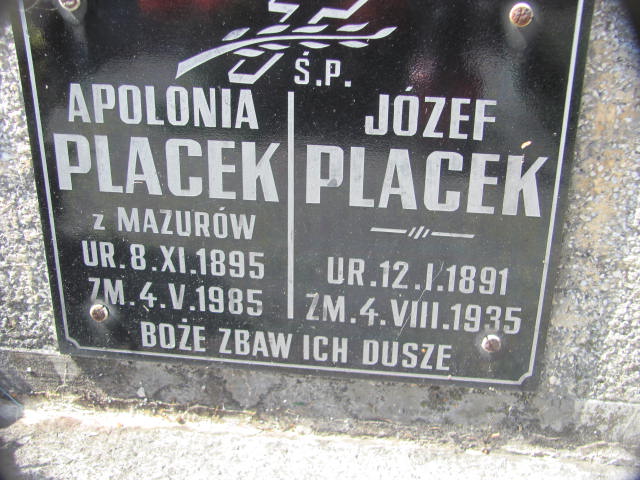 Ś.P.
APOLONIA
PLACEK
z MAZURÓW
UR. 8. XI. 1895
ZM. 4. V. 1985
JÓZEF
PLACEK
UR. 12. I. 1891
ZM. 4. VIII. 1935
BOŻE ZBAW ICH DUSZE